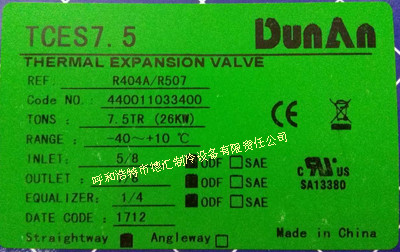 TCES7.5 DunAn
THERMAL EXPANSION VALVE
REF: R404A/R507
Code NO.: 440011033400
TONS: 7.5TR (26KW)
RANGE: -40~+10 ℃
INLET: 5/8 ODF SAE
OUTLET ODF SAE
EQUALIZER: 1/4 ODF SAE
DATE CODE: 1712
Straightway Angleway
CE
C UL US
SA13380
Made in China
呼和浩特市德汇制冷设备有限责任公司